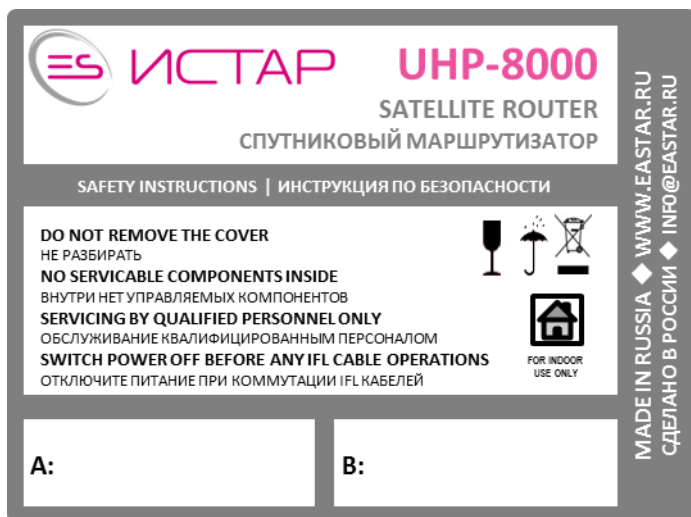 ES ИСТАР
UHP-8000
SATELLITE ROUTER
СПУТНИКОВЫЙ МАРШРУТИЗАТОР
SAFETY INSTRUCTIONS | ИНСТРУКЦИЯ ПО БЕЗОПАСНОСТИ
DO NOT REMOVE THE COVER
НЕ РАЗБИРАТЬ
NO SERVICABLE COMPONENTS INSIDE
ВНУТРИ НЕТ УПРАВЛЯЕМЫХ КОМПОНЕНТОВ
SERVICING BY QUALIFIED PERSONNEL ONLY
ОБСЛУЖИВАНИЕ КВАЛИФИЦИРОВАННЫМ ПЕРСОНАЛОМ
SWITCH POWER OFF BEFORE ANY IFL CABLE OPERATIONS
ОТКЛЮЧИТЕ ПИТАНИЕ ПРИ КОММУТАЦИИ IFL КАБЕЛЕЙ
FOR INDOOR
USE ONLY
A:
B:
MADE IN RUSSIA ◆ WWW.EASTAR.RU
СДЕЛАНО В РОССИИ ◆ INFO@EASTAR.RU